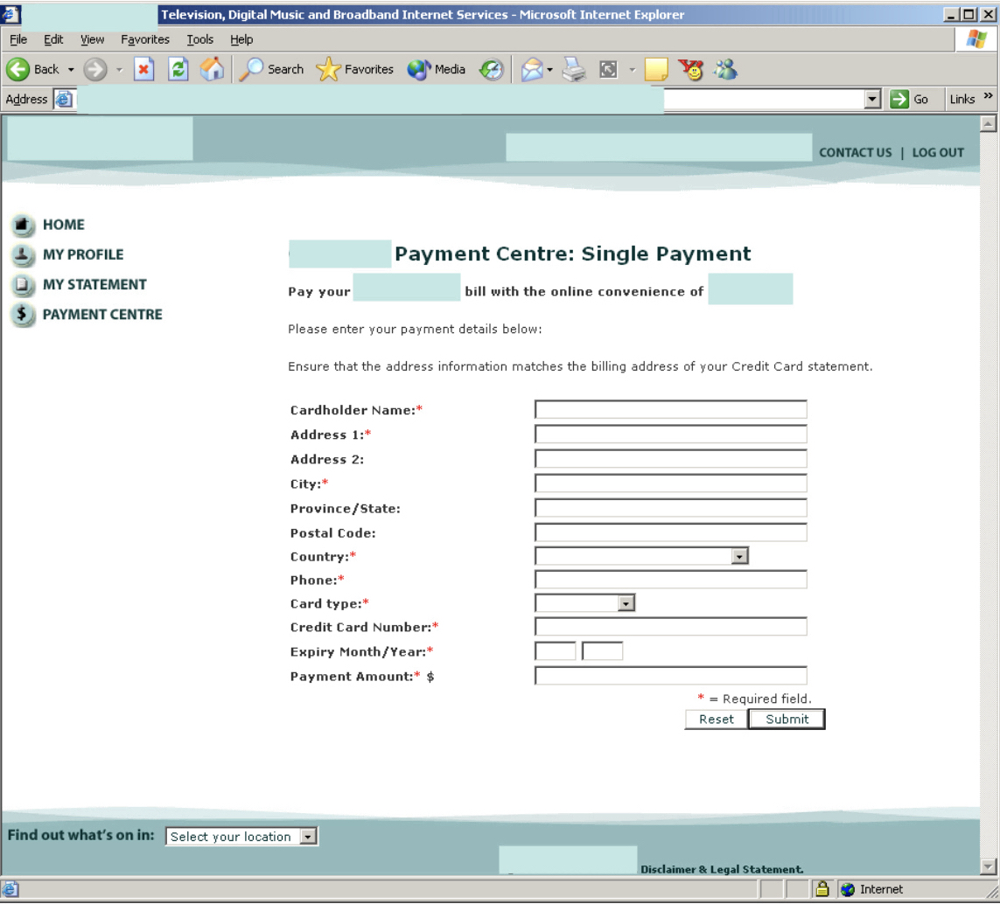 Television, Digital Music and Broadband Internet Services - Microsoft Internet Explorer
File Edit View Favorites Tools Help
Back Search Favorites Media
Address Go Links »
CONTACT US | LOG OUT
HOME
MY PROFILE
MY STATEMENT
PAYMENT CENTRE
Payment Centre: Single Payment
Pay your bill with the online convenience of
Please enter your payment details below:
Ensure that the address information matches the billing address of your Credit Card statement.
Cardholder Name:*
Address 1:*
Address 2:
City:*
Province/State:
Postal Code:
Country:*
Phone:*
Card type:*
Credit Card Number:*
Expiry Month/Year:*
Payment Amount:* $
* = Required field.
Reset Submit
Find out what's on in: Select your location
Disclaimer & Legal Statement.
Internet